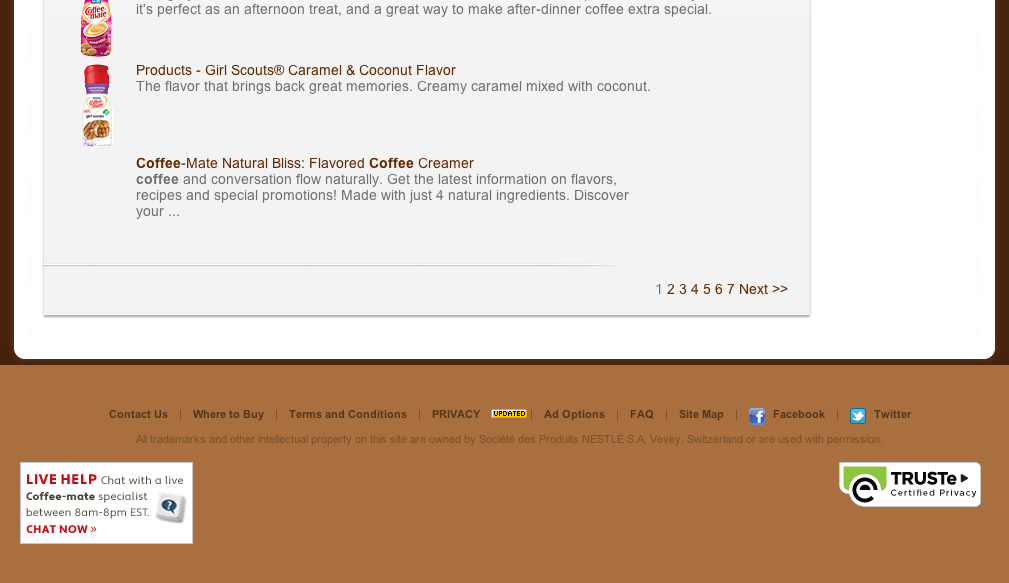 it's perfect as an afternoon treat, and a great way to make after-dinner coffee extra special.
Coffee mate
Products - Girl Scouts® Caramel & Coconut Flavor
The flavor that brings back great memories. Creamy caramel mixed with coconut.
girl scouts
Coffee-Mate Natural Bliss: Flavored Coffee Creamer
coffee and conversation flow naturally. Get the latest information on flavors,
recipes and special promotions! Made with just 4 natural ingredients. Discover
your ...
1 2 3 4 5 6 7 Next >>
Contact Us | Where to Buy | Terms and Conditions | PRIVACY UPDATED | Ad Options | FAQ | Site Map | Facebook | Twitter
All trademarks and other intellectual property on this site are owned by Société des Produits NESTLÉ S.A, Vevey, Switzerland or are used with permission.
LIVE HELP Chat with a live
Coffee-mate specialist
between 8am-8pm EST.
CHAT NOW »
TRUSTe
Certified Privacy